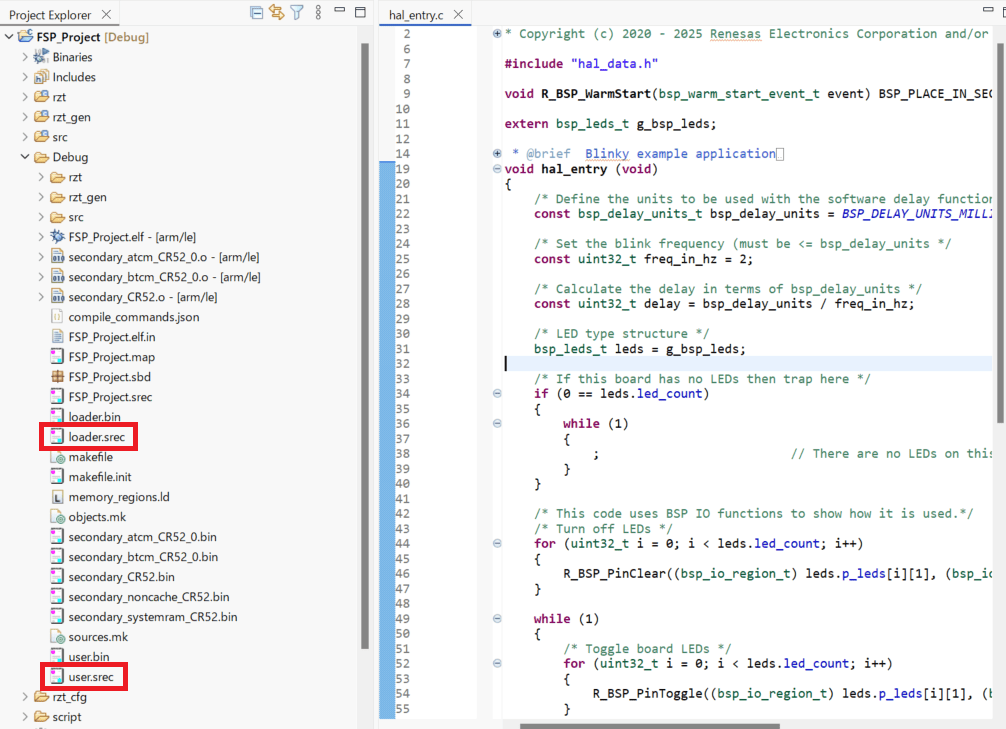 Project Explorer
FSP_Project [Debug]
Binaries
Includes
rzt
rzt_gen
src
Debug
rzt
rzt_gen
src
FSP_Project.elf - [arm/le]
secondary_atcm_CR52_0.o - [arm/le]
secondary_btcm_CR52_0.o - [arm/le]
secondary_CR52.o - [arm/le]
compile_commands.json
FSP_Project.elf.in
FSP_Project.map
FSP_Project.sbd
FSP_Project.srec
loader.bin
loader.srec
makefile
makefile.init
memory_regions.ld
objects.mk
secondary_atcm_CR52_0.bin
secondary_btcm_CR52_0.bin
secondary_CR52.bin
secondary_noncache_CR52.bin
secondary_systemram_CR52.bin
sources.mk
user.bin
user.srec
rzt_cfg
script
hal_entry.c
2 * Copyright (c) 2020 - 2025 Renesas Electronics Corporation and/or
6
7 #include "hal_data.h"
8
9 void R_BSP_WarmStart(bsp_warm_start_event_t event) BSP_PLACE_IN_SEC
10
11 extern bsp_leds_t g_bsp_leds;
12
14 * @brief  Blinky example application
19 void hal_entry (void)
20 {
21     /* Define the units to be used with the software delay function
22     const bsp_delay_units_t bsp_delay_units = BSP_DELAY_UNITS_MILLI
23
24     /* Set the blink frequency (must be <= bsp_delay_units */
25     const uint32_t freq_in_hz = 2;
26
27     /* Calculate the delay in terms of bsp_delay_units */
28     const uint32_t delay = bsp_delay_units / freq_in_hz;
29
30     /* LED type structure */
31     bsp_leds_t leds = g_bsp_leds;
32
33     /* If this board has no LEDs then trap here */
34     if (0 == leds.led_count)
35     {
36         while (1)
37         {
38             ;                          // There are no LEDs on this
39         }
40     }
41
42     /* This code uses BSP IO functions to show how it is used.*/
43     /* Turn off LEDs */
44     for (uint32_t i = 0; i < leds.led_count; i++)
45     {
46         R_BSP_PinClear((bsp_io_region_t) leds.p_leds[i][1], (bsp_io
47     }
48
49     while (1)
50     {
51         /* Toggle board LEDs */
52         for (uint32_t i = 0; i < leds.led_count; i++)
53         {
54             R_BSP_PinToggle((bsp_io_region_t) leds.p_leds[i][1], (b
55         }